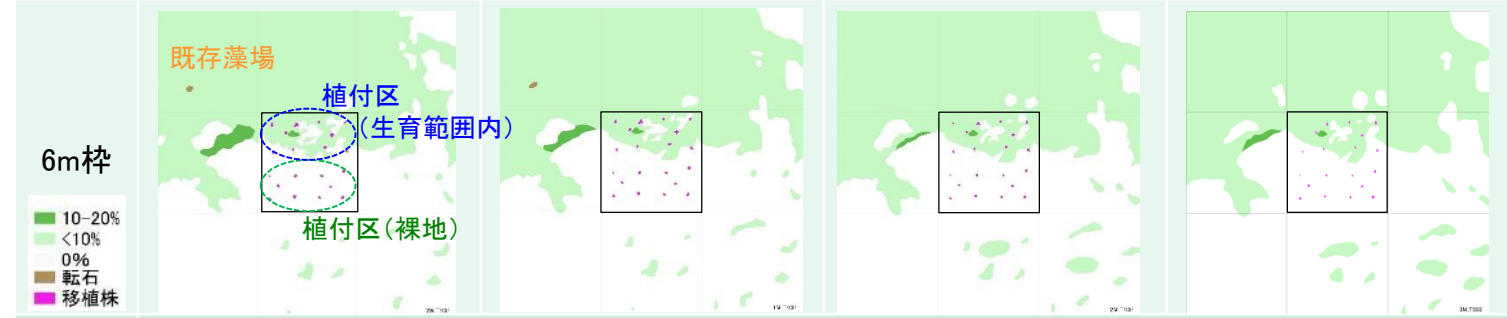 既存藻場
植付区
(生育範囲内)
6m枠
植付区(裸地)
10-20%
<10%
0%
転石
移植株